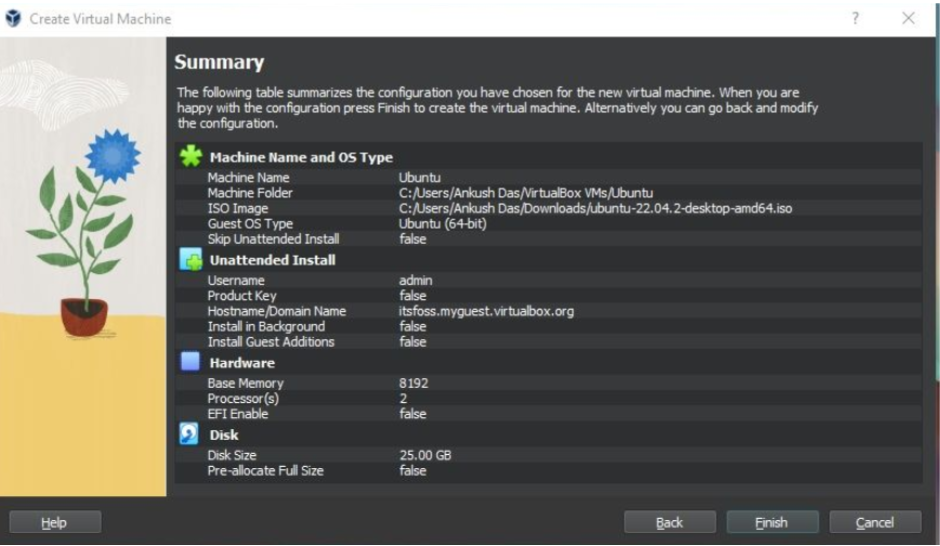 Create Virtual Machine
?
Summary
The following table summarizes the configuration you have chosen for the new virtual machine. When you are
happy with the configuration press Finish to create the virtual machine. Alternatively you can go back and modify
the configuration.
Machine Name and OS Type
Machine Name Ubuntu
Machine Folder C:/Users/Ankush Das/VirtualBox VMs/Ubuntu
ISO Image C:/Users/Ankush Das/Downloads/ubuntu-22.04.2-desktop-amd64.iso
Guest OS Type Ubuntu (64-bit)
Skip Unattended Install false
Unattended Install
Username admin
Product Key false
Hostname/Domain Name itsfoss.myguest.virtualbox.org
Install in Background false
Install Guest Additions false
Hardware
Base Memory 8192
Processor(s) 2
EFI Enable false
Disk
Disk Size 25.00 GB
Pre-allocate Full Size false
Help Back Finish Cancel